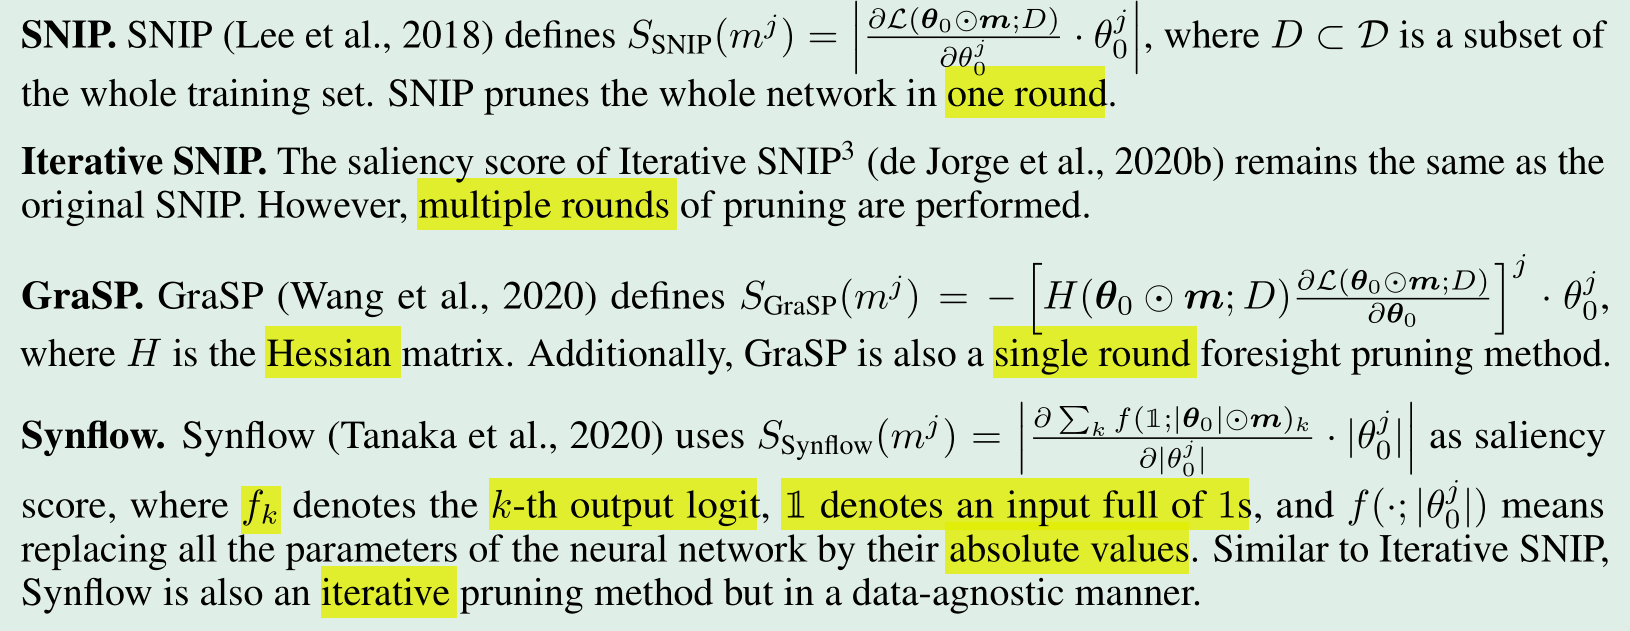 SNIP. SNIP (Lee et al., 2018) defines $S_{\text{SNIP}}(m^j) = \left| \frac{\partial \mathcal{L}(\boldsymbol{\theta}_0 \odot \boldsymbol{m}; D)}{\partial \theta_0^j} \cdot \theta_0^j \right|$, where $D \subset \mathcal{D}$ is a subset of
the whole training set. SNIP prunes the whole network in one round.
Iterative SNIP. The saliency score of Iterative SNIP$^3$ (de Jorge et al., 2020b) remains the same as the
original SNIP. However, multiple rounds of pruning are performed.
GraSP. GraSP (Wang et al., 2020) defines $S_{\text{GraSP}}(m^j) = - \left[ H(\boldsymbol{\theta}_0 \odot \boldsymbol{m}; D) \frac{\partial \mathcal{L}(\boldsymbol{\theta}_0 \odot \boldsymbol{m}; D)}{\partial \boldsymbol{\theta}_0} \right]^j \cdot \theta_0^j$,
where $H$ is the Hessian matrix. Additionally, GraSP is also a single round foresight pruning method.
Synflow. Synflow (Tanaka et al., 2020) uses $S_{\text{Synflow}}(m^j) = \left| \frac{\partial \sum_k f(\mathbb{1}; |\boldsymbol{\theta}_0| \odot \boldsymbol{m})_k}{\partial |\theta_0^j|} \cdot |\theta_0^j| \right|$ as saliency
score, where $f_k$ denotes the $k$-th output logit, $\mathbb{1}$ denotes an input full of 1s, and $f(\cdot; |\theta_0^j|)$ means
replacing all the parameters of the neural network by their absolute values. Similar to Iterative SNIP,
Synflow is also an iterative pruning method but in a data-agnostic manner.